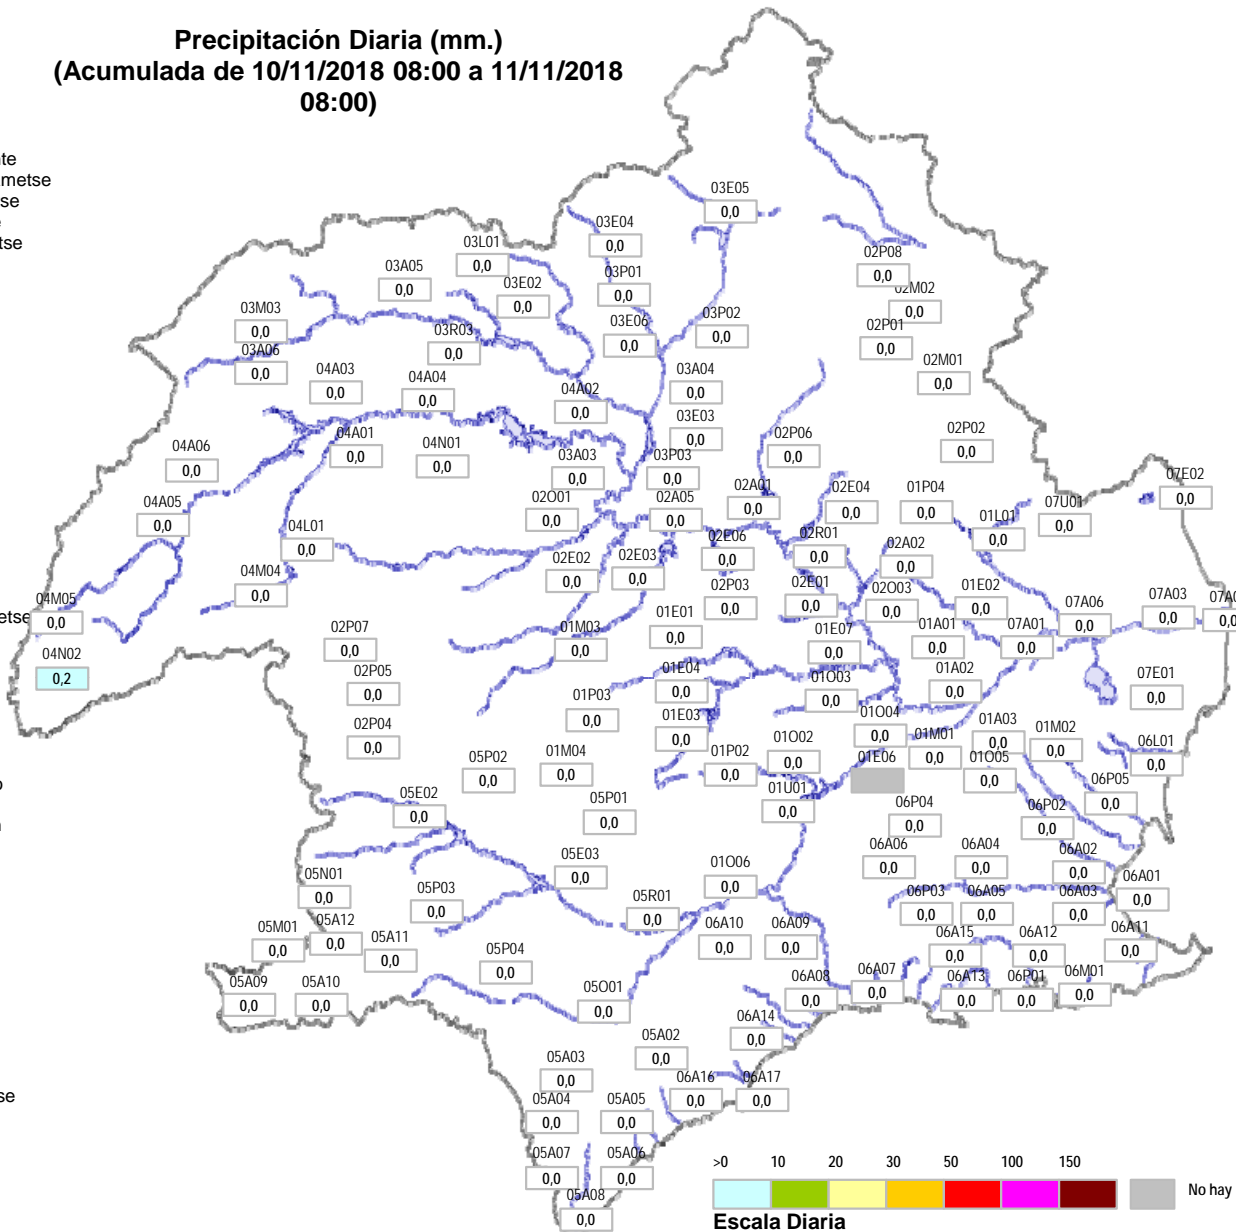 Precipitación Diaria (mm.)
(Acumulada de 10/11/2018 08:00 a 11/11/2018
08:00)
nte
metse
se
tse
03E05
0,0
03E04
0,0
03L01
0,0
02P08
0,0
03A05
0,0
03P01
0,0
03E02
0,0
02M02
0,0
03M03
0,0
03P02
0,0
03E06
0,0
02P01
0,0
03R03
0,0
03A06
0,0
02M01
0,0
04A03
0,0
04A04
0,0
03A04
0,0
04A02
0,0
03E03
0,0
04A01
0,0
04A06
0,0
04N01
0,0
02P06
0,0
02P02
0,0
03A03
0,0
03P03
0,0
07E02
0,0
04A05
0,0
02O01
0,0
02A05
0,0
02A01
0,0
02E04
0,0
01P04
0,0
07U01
0,0
01L01
0,0
04L01
0,0
02E06
0,0
02R01
0,0
02A02
0,0
02E02
0,0
02E03
0,0
04M04
0,0
04M05
0,0
etse
02P03
0,0
02E01
0,0
02O03
0,0
01E02
0,0
07A06
0,0
07A03
0,0
07A0
0,0
02P07
0,0
01M03
0,0
01E01
0,0
01E07
0,0
01A01
0,0
07A01
0,0
04N02
0,2
02P05
0,0
01E04
0,0
01O03
0,0
01A02
0,0
07E01
0,0
01P03
0,0
02P04
0,0
01E03
0,0
01O04
0,0
01M01
0,0
01A03
0,0
01M02
0,0
06L01
0,0
05P02
0,0
01M04
0,0
01P02
0,0
01O02
0,0
01E06
01O05
0,0
06P05
0,0
05E02
0,0
05P01
0,0
01U01
0,0
06P04
0,0
06P02
0,0
05E03
0,0
06A06
0,0
06A04
0,0
06A02
0,0
05N01
0,0
05P03
0,0
01O06
0,0
06A01
0,0
05R01
0,0
06P03
0,0
06A05
0,0
06A03
0,0
05M01
0,0
05A12
0,0
05A11
0,0
06A10
0,0
06A09
0,0
06A15
0,0
06A12
0,0
06A11
0,0
05P04
0,0
05A09
0,0
05A10
0,0
05O01
0,0
06A08
0,0
06A07
0,0
06A13
0,0
06P01
0,0
06M01
0,0
06A14
0,0
05A02
0,0
05A03
0,0
06A16
0,0
06A17
0,0
se
05A04
0,0
05A05
0,0
05A07
0,0
05A06
0,0
05A08
0,0
>0 10 20 30 50 100 150
No hay
Escala Diaria